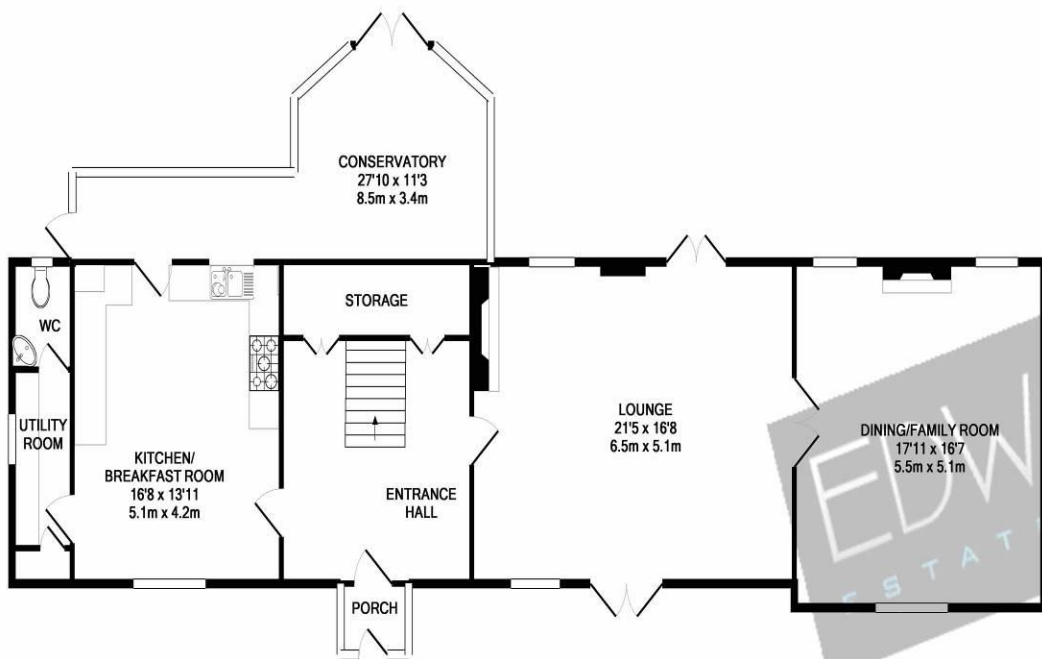 CONSERVATORY
27'10 x 11'3
8.5m x 3.4m
STORAGE
WC
UTILITY
ROOM
KITCHEN/
BREAKFAST ROOM
16'8 x 13'11
5.1m x 4.2m
ENTRANCE
HALL
PORCH
LOUNGE
21'5 x 16'8
6.5m x 5.1m
DINING/FAMILY ROOM
17'11 x 16'7
5.5m x 5.1m
EDW
ESTAT